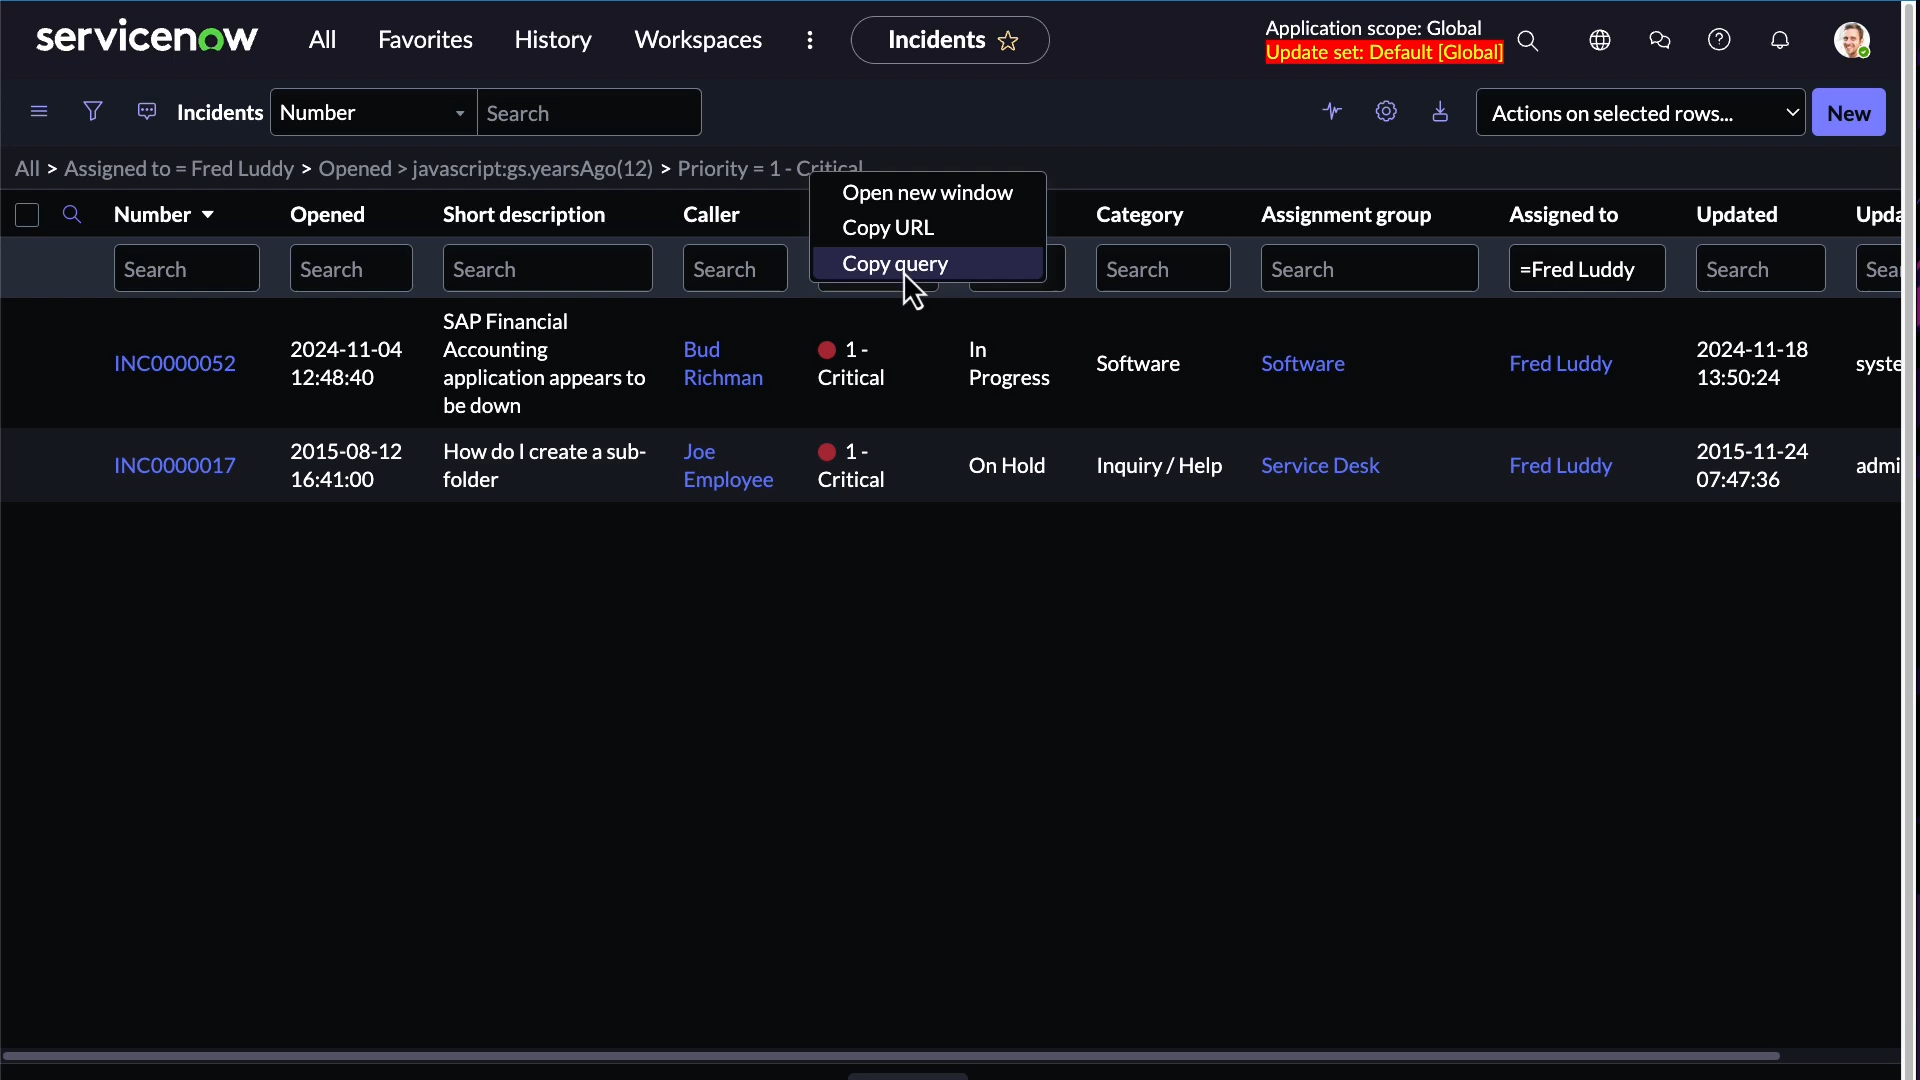 servicenow All Favorites History Workspaces Incidents Application scope: Global
Update set: Default [Global]
Incidents Number Search Actions on selected rows... New
All > Assigned to = Fred Luddy > Opened > javascript:gs.yearsAgo(12) > Priority = 1 - Critical
Open new window
Copy URL
Copy query
Number Opened Short description Caller Category Assignment group Assigned to Updated Upda
Search Search Search Search Search Search =Fred Luddy Search Sea
INC0000052 2024-11-04 12:48:40 SAP Financial Accounting application appears to be down Bud Richman 1 - Critical In Progress Software Software Fred Luddy 2024-11-18 13:50:24 syste
INC0000017 2015-08-12 16:41:00 How do I create a sub-folder Joe Employee 1 - Critical On Hold Inquiry / Help Service Desk Fred Luddy 2015-11-24 07:47:36 admi